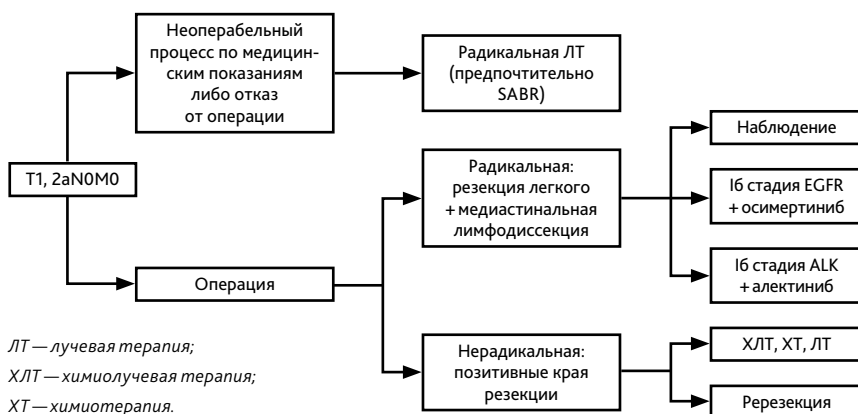 Неоперабельный
процесс по медицин-
ским показаниям
либо отказ
от операции
Радикальная ЛТ
(предпочтительно
SABR)
T1, 2aN0M0
Операция
Радикальная:
резекция легкого
+ медиастинальная
лимфодиссекция
Наблюдение
Iб стадия EGFR
+ осимертиниб
Iб стадия ALK
+ алектиниб
Нерадикальная:
позитивные края
резекции
ХЛТ, ХТ, ЛТ
Ререзекция
ЛТ — лучевая терапия;
ХЛТ — химиолучевая терапия;
ХТ — химиотерапия.